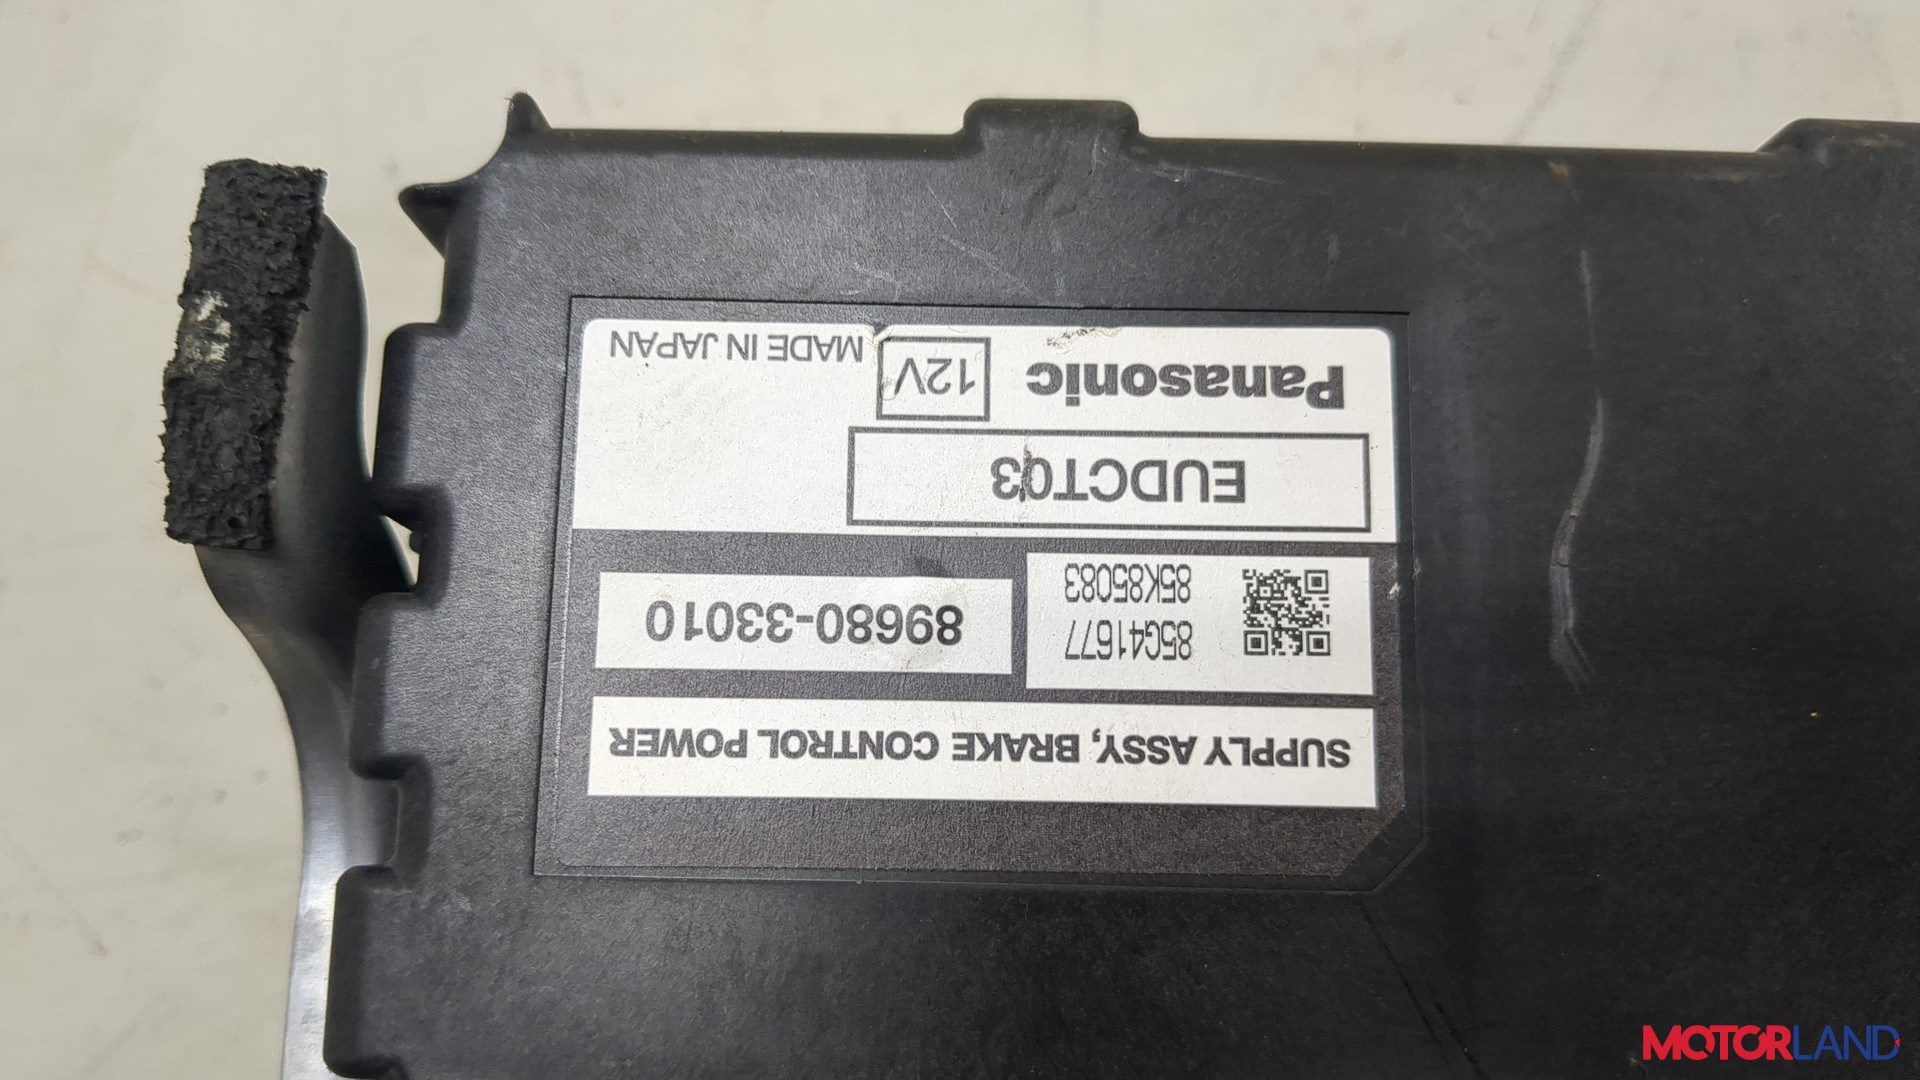 SUPPLY ASSY, BRAKE CONTROL POWER
85G41677
85K85083
89680-33010
EUDCT03
Panasonic
12V
MADE IN JAPAN
MOTORLAND